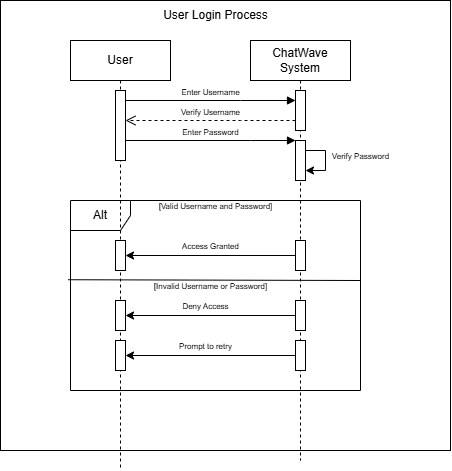 User Login Process
User
ChatWave
System
Enter Username
Verify Username
Enter Password
Verify Password
Alt
[Valid Username and Password]
Access Granted
[Invalid Username or Password]
Deny Access
Prompt to retry